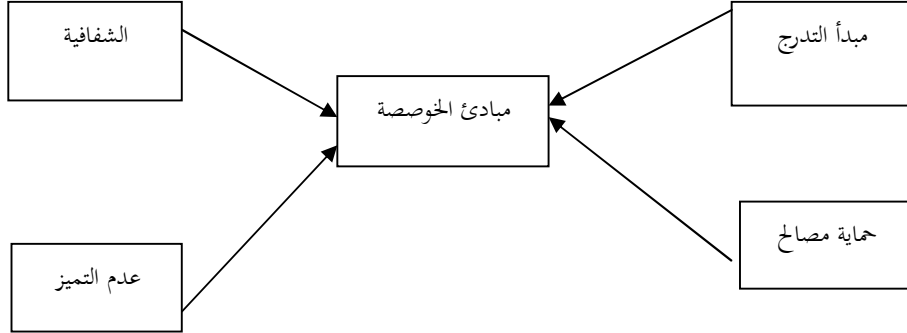 مبدأ التدرج
الشفافية
مبادئ الخوصصة
حماية مصالح
عدم التميز